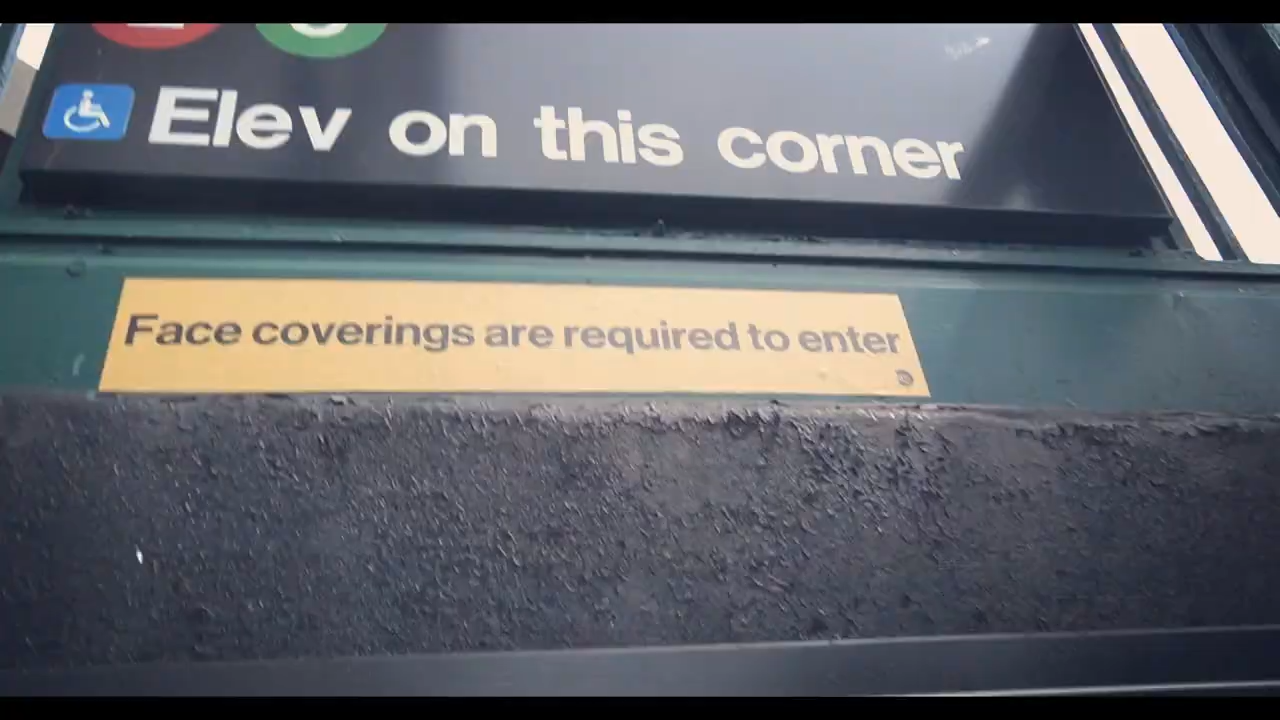 Elev on this corner
Face coverings are required to enter